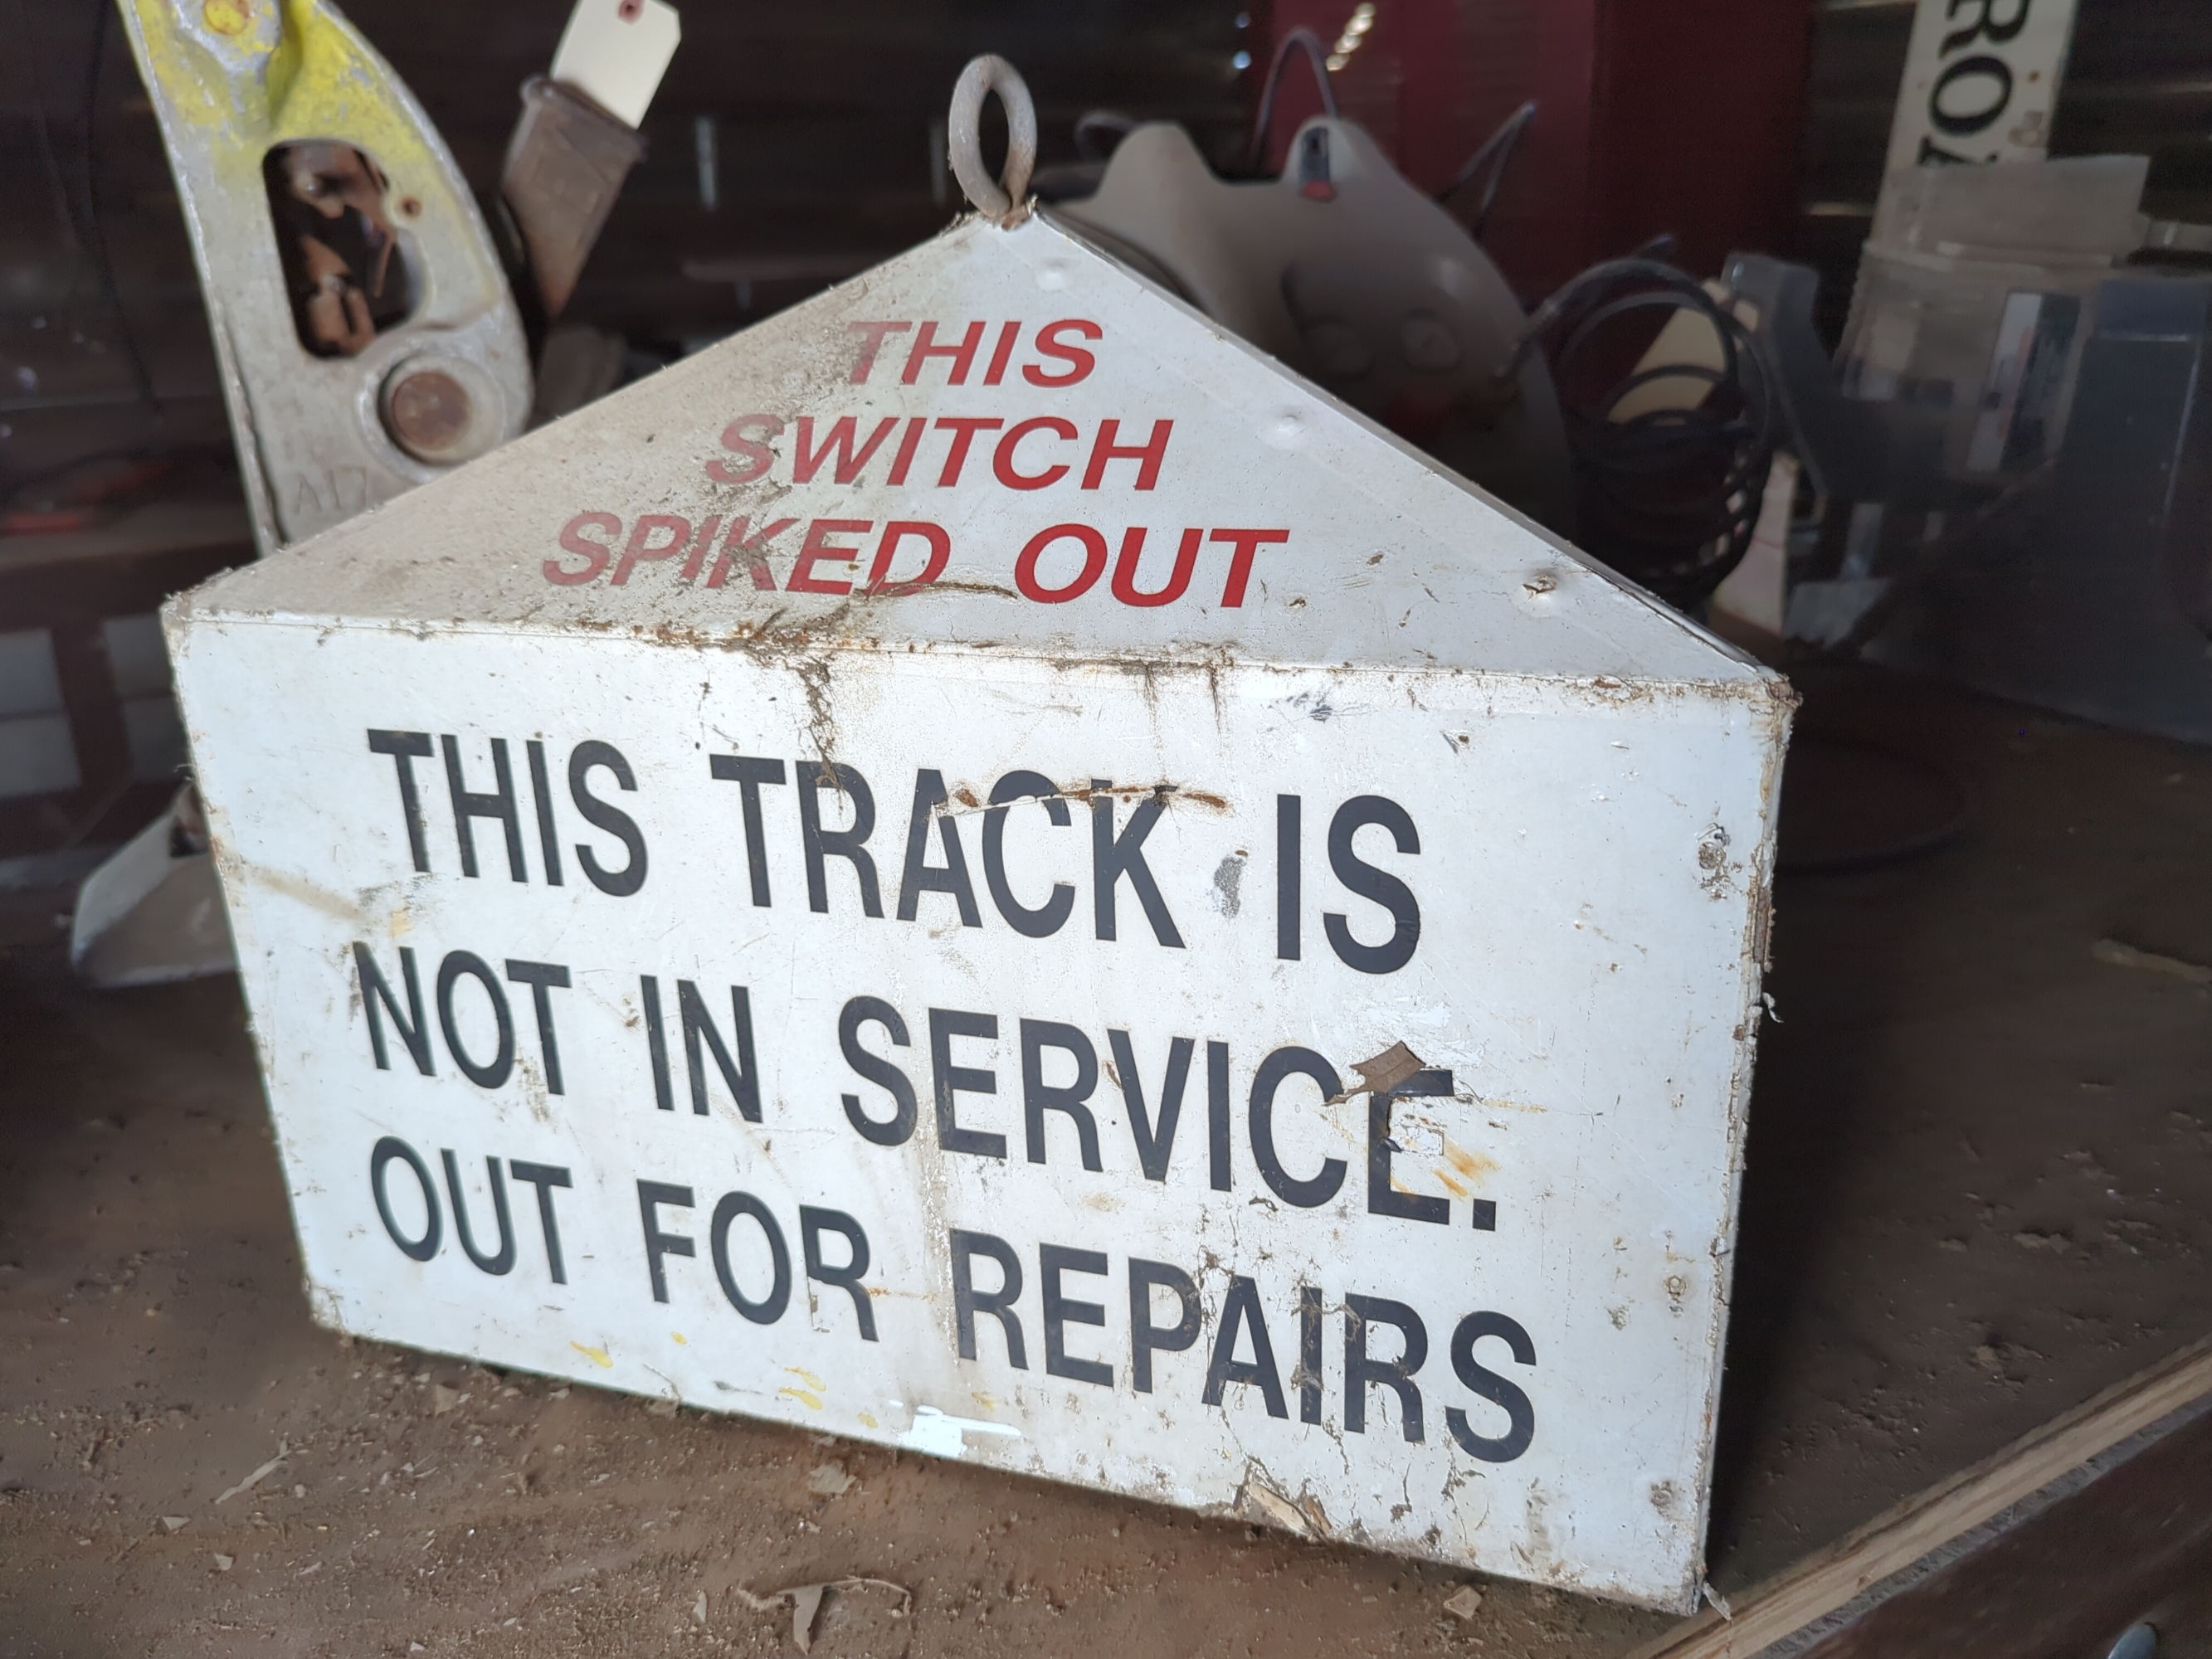 THIS
SWITCH
SPIKED OUT
THIS TRACK IS
NOT IN SERVICE.
OUT FOR REPAIRS